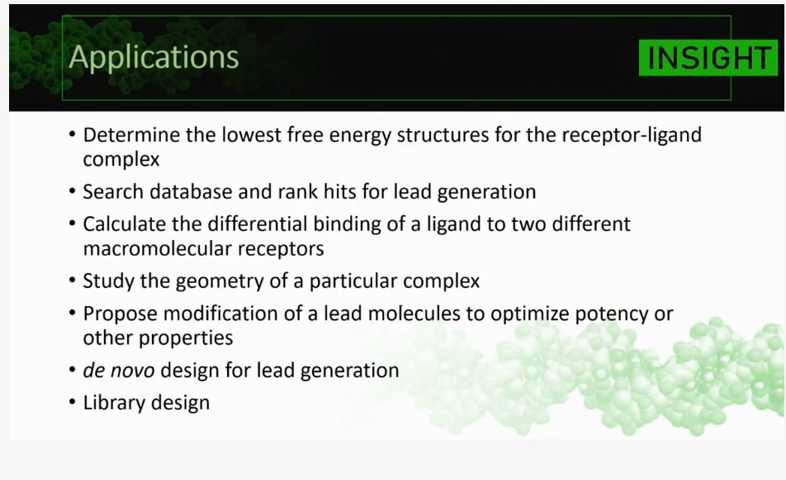 Applications
INSIGHT
• Determine the lowest free energy structures for the receptor-ligand
complex
• Search database and rank hits for lead generation
• Calculate the differential binding of a ligand to two different
macromolecular receptors
• Study the geometry of a particular complex
• Propose modification of a lead molecules to optimize potency or
other properties
• de novo design for lead generation
• Library design